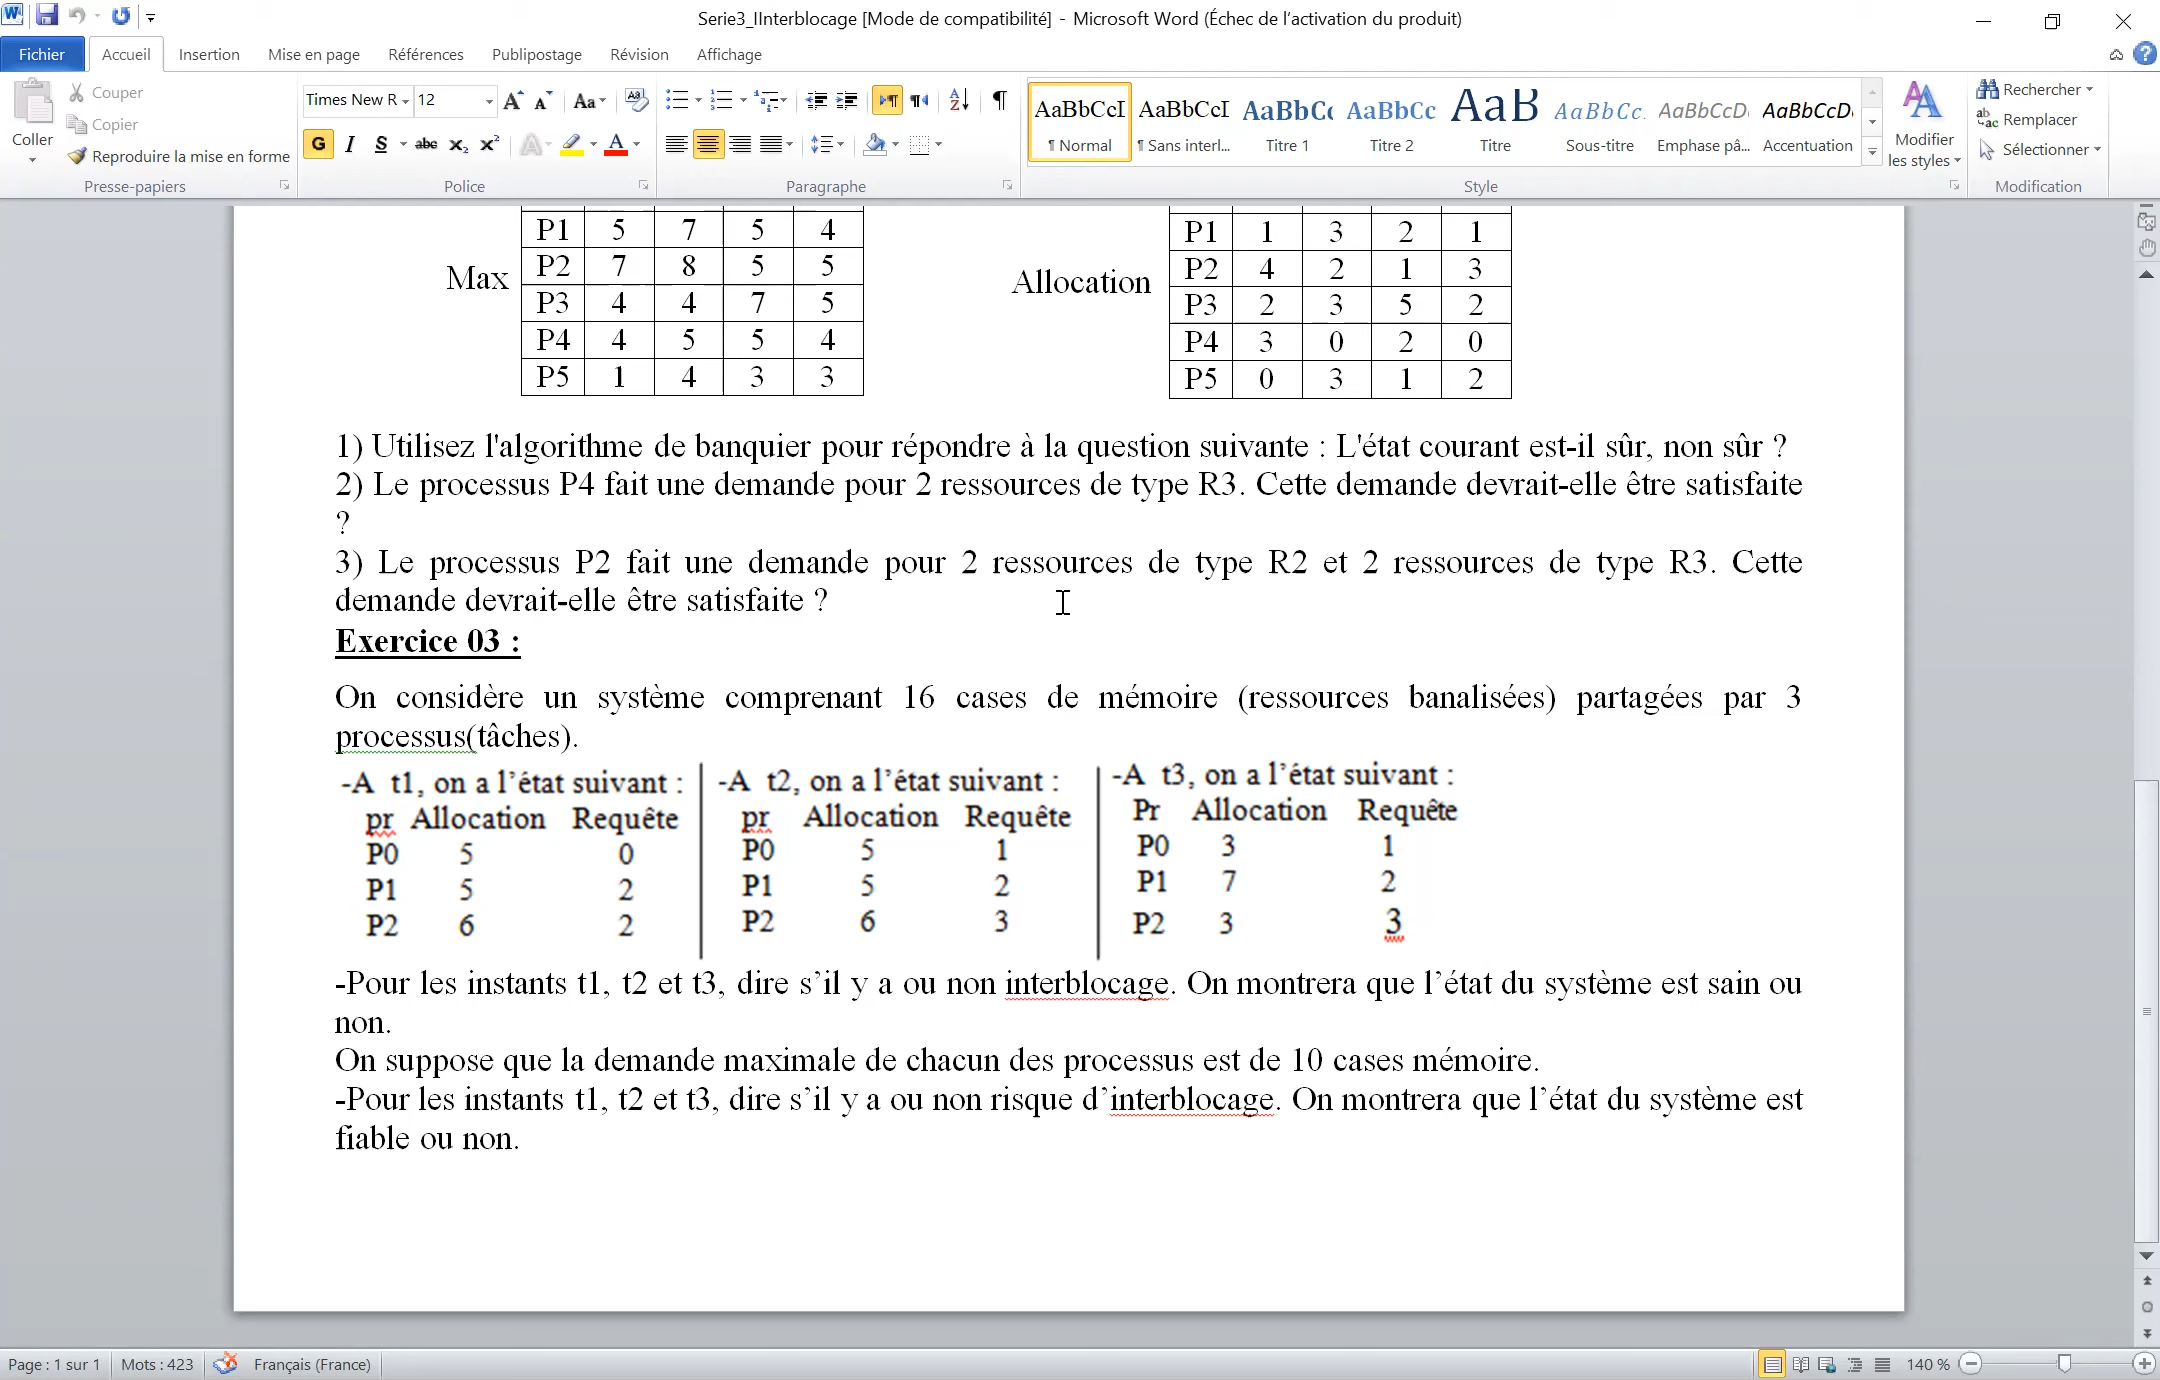 Serie3_IInterblocage [Mode de compatibilité] - Microsoft Word (Échec de l'activation du produit)
Fichier Accueil Insertion Mise en page Références Publipostage Révision Affichage
Coller
Couper
Copier
Reproduire la mise en forme
Presse-papiers
Times New R 12
G I S abc x₂ x²
Police
Paragraphe
AaBbCcI AaBbCcI AaBbC AaBbCc AaB AaBbCc. AaBbCcD AaBbCcD
¶ Normal ¶ Sans interl... Titre 1 Titre 2 Titre Sous-titre Emphase pâ... Accentuation
Style
Modifier
les styles
Rechercher
Remplacer
Sélectionner
Modification
Max
P1 5 7 5 4
P2 7 8 5 5
P3 4 4 7 5
P4 4 5 5 4
P5 1 4 3 3
Allocation
P1 1 3 2 1
P2 4 2 1 3
P3 2 3 5 2
P4 3 0 2 0
P5 0 3 1 2
1) Utilisez l'algorithme de banquier pour répondre à la question suivante : L'état courant est-il sûr, non sûr ?
2) Le processus P4 fait une demande pour 2 ressources de type R3. Cette demande devrait-elle être satisfaite
?
3) Le processus P2 fait une demande pour 2 ressources de type R2 et 2 ressources de type R3. Cette
demande devrait-elle être satisfaite ?
Exercice 03 :
On considère un système comprenant 16 cases de mémoire (ressources banalisées) partagées par 3
processus(tâches).
-A t1, on a l'état suivant :
pr Allocation Requête
P0 5 0
P1 5 2
P2 6 2
-A t2, on a l'état suivant :
pr Allocation Requête
P0 5 1
P1 5 2
P2 6 3
-A t3, on a l'état suivant :
Pr Allocation Requête
P0 3 1
P1 7 2
P2 3 3
-Pour les instants t1, t2 et t3, dire s'il y a ou non interblocage. On montrera que l'état du système est sain ou
non.
On suppose que la demande maximale de chacun des processus est de 10 cases mémoire.
-Pour les instants t1, t2 et t3, dire s'il y a ou non risque d'interblocage. On montrera que l'état du système est
fiable ou non.
Page : 1 sur 1 Mots : 423 Français (France) 140 %